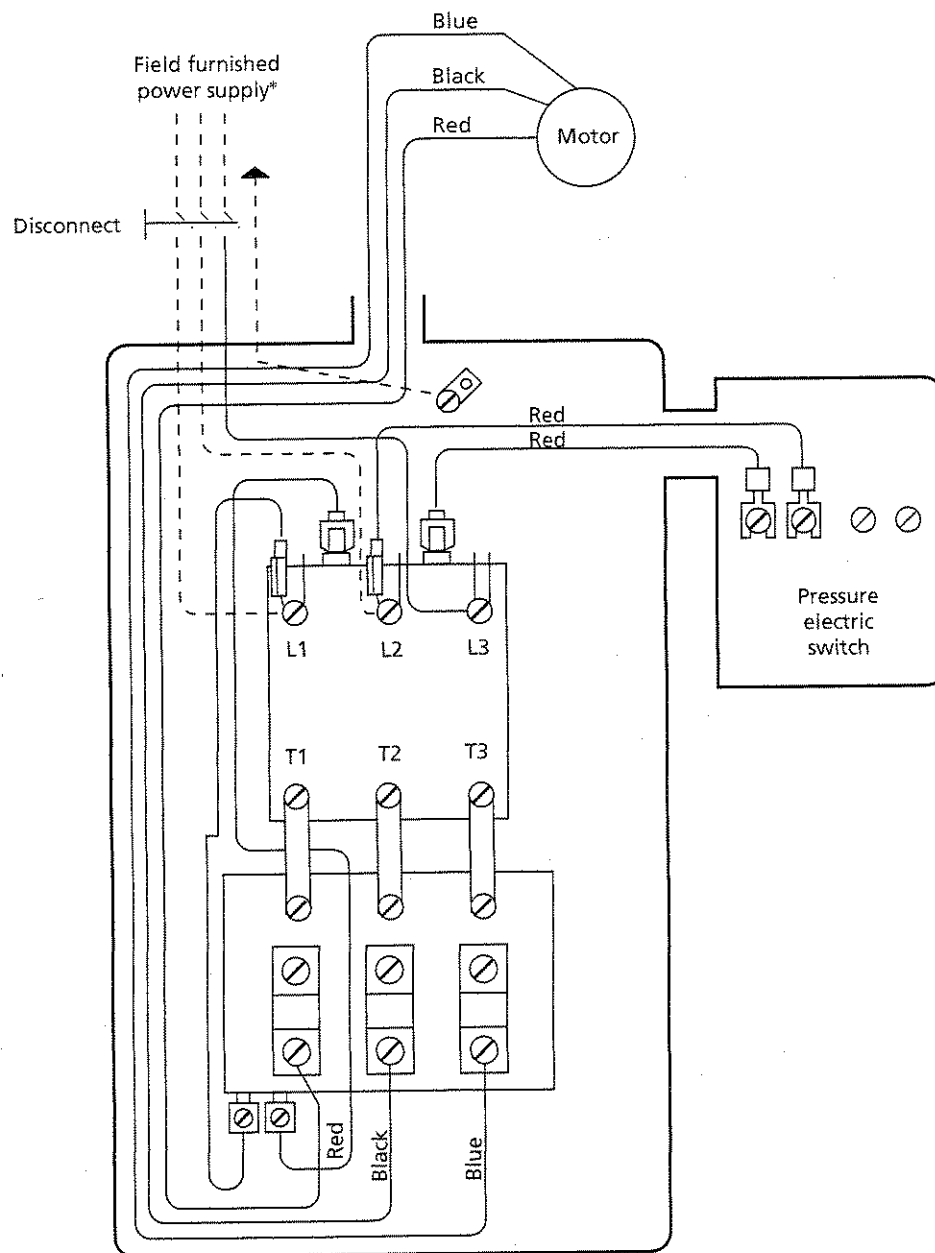 Blue
Field furnished
power supply*
Black
Red
Motor
Disconnect
Red
Red
Pressure
electric
switch
L1
L2
L3
T1
T2
T3
Red
Black
Blue